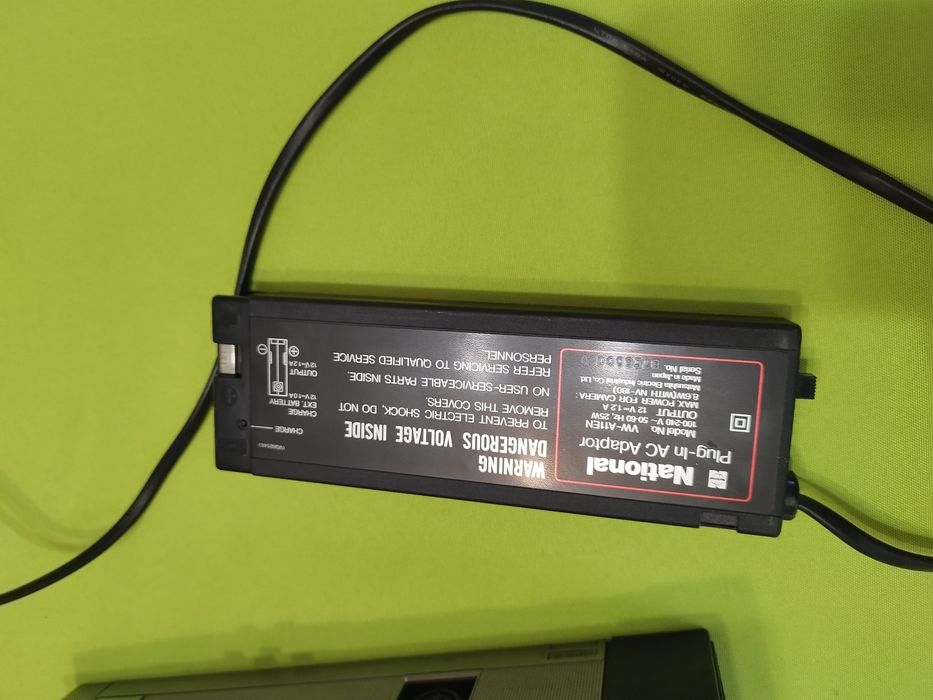 National
Plug-In AC Adaptor
Model No.
VW-A11EN
100-240 V~ 50-60 Hz, 25W
OUTPUT 12 V⎓1.2 A
MAX. POWER FOR CAMERA:
8.6W(WITH NV-180)
Matsushita Electric Industrial Co.,Ltd.
Made in Japan
Serial No.
WARNING
DANGEROUS VOLTAGE INSIDE
TO PREVENT ELECTRIC SHOCK, DO NOT
REMOVE THIS COVERS.
NO USER-SERVICEABLE PARTS INSIDE.
REFER SERVICING TO QUALIFIED SERVICE
PERSONNEL.
CHARGE
CHARGE
EXT. BATTERY
12V⎓1.0A
OUTPUT
12V⎓1.2A